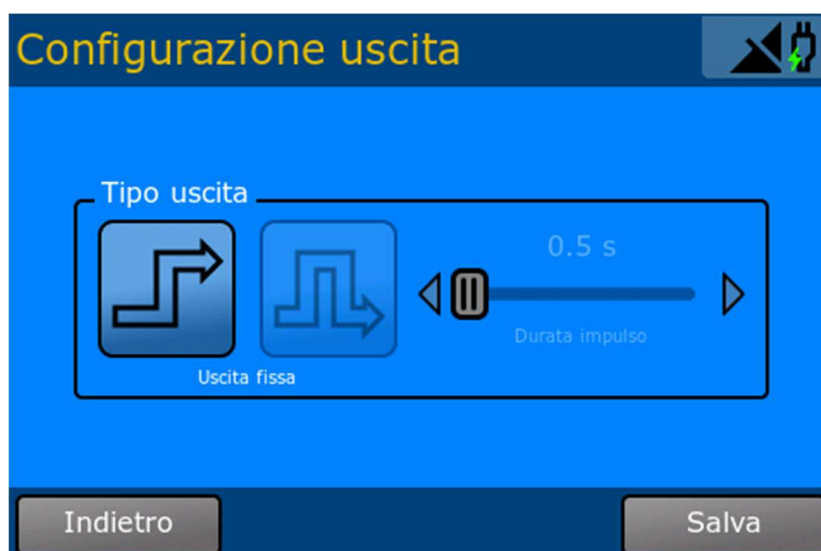 Configurazione uscita
Tipo uscita
0.5 s
Durata impulso
Uscita fissa
Indietro
Salva